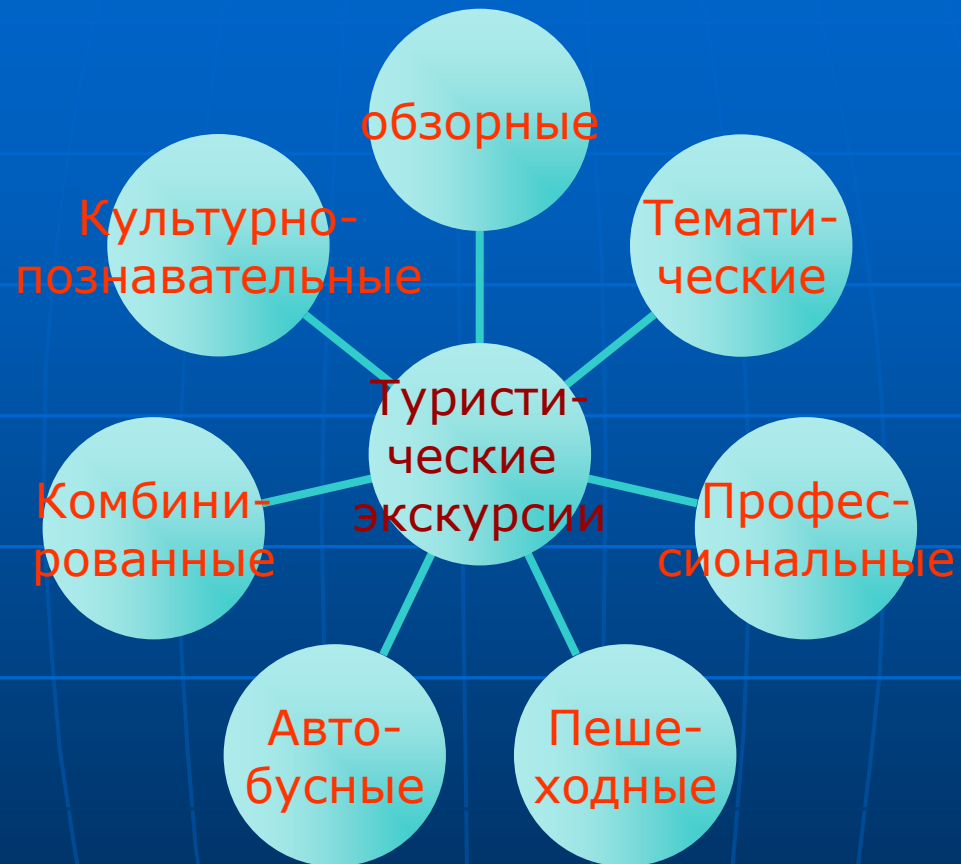 обзорные
Культурно-
познавательные
Темати-
ческие
Туристи-
ческие
экскурсии
Комбини-
рованные
Профес-
сиональные
Авто-
бусные
Пеше-
ходные